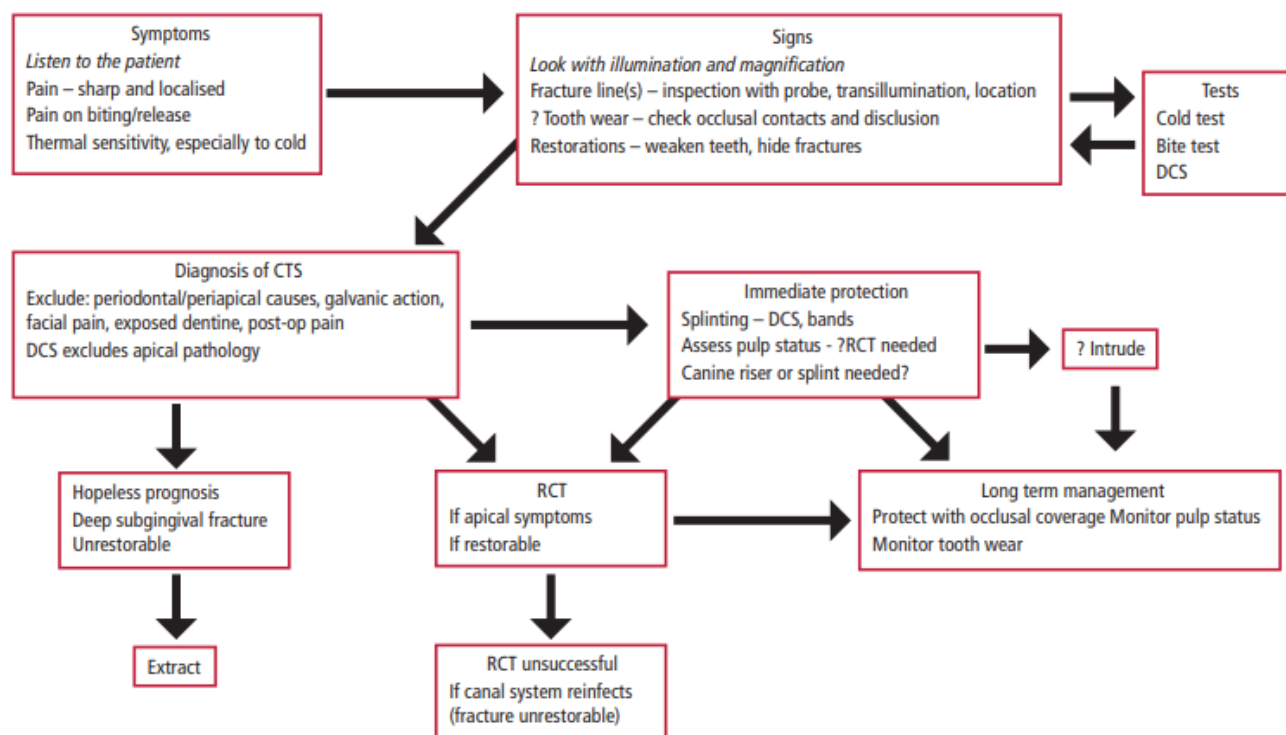 Symptoms
Listen to the patient
Pain – sharp and localised
Pain on biting/release
Thermal sensitivity, especially to cold
Signs
Look with illumination and magnification
Fracture line(s) – inspection with probe, transillumination, location
? Tooth wear – check occlusal contacts and disclusion
Restorations – weaken teeth, hide fractures
Tests
Cold test
Bite test
DCS
Diagnosis of CTS
Exclude: periodontal/periapical causes, galvanic action,
facial pain, exposed dentine, post-op pain
DCS excludes apical pathology
Immediate protection
Splinting – DCS, bands
Assess pulp status - ?RCT needed
Canine riser or splint needed?
? Intrude
Hopeless prognosis
Deep subgingival fracture
Unrestorable
RCT
If apical symptoms
If restorable
Long term management
Protect with occlusal coverage Monitor pulp status
Monitor tooth wear
Extract
RCT unsuccessful
If canal system reinfects
(fracture unrestorable)